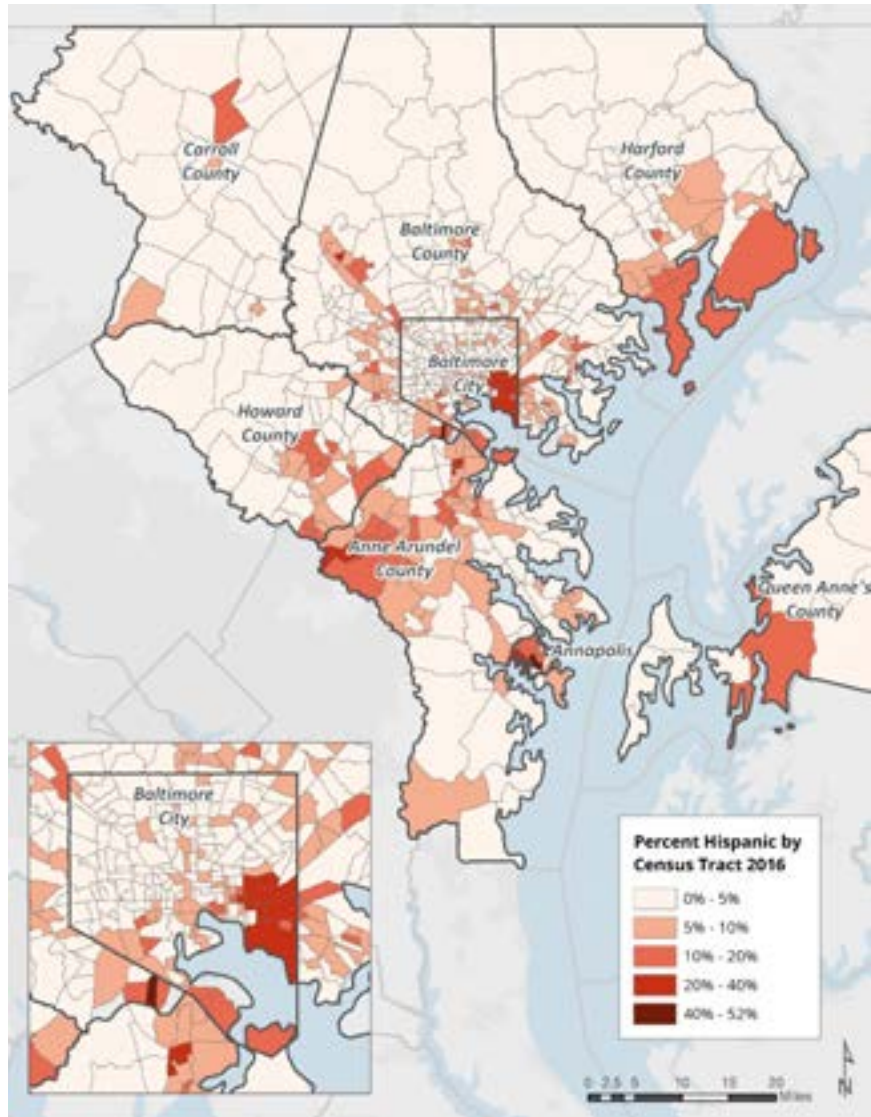 Carroll
County
Harford
County
Baltimore
County
Baltimore
City
Howard
County
Anne Arundel
County
Queen Anne's
County
Annapolis
Baltimore
City
Percent Hispanic by
Census Tract 2016
0% - 5%
5% - 10%
10% - 20%
20% - 40%
40% - 52%
N
0 2.5 5 10 15 20
Miles